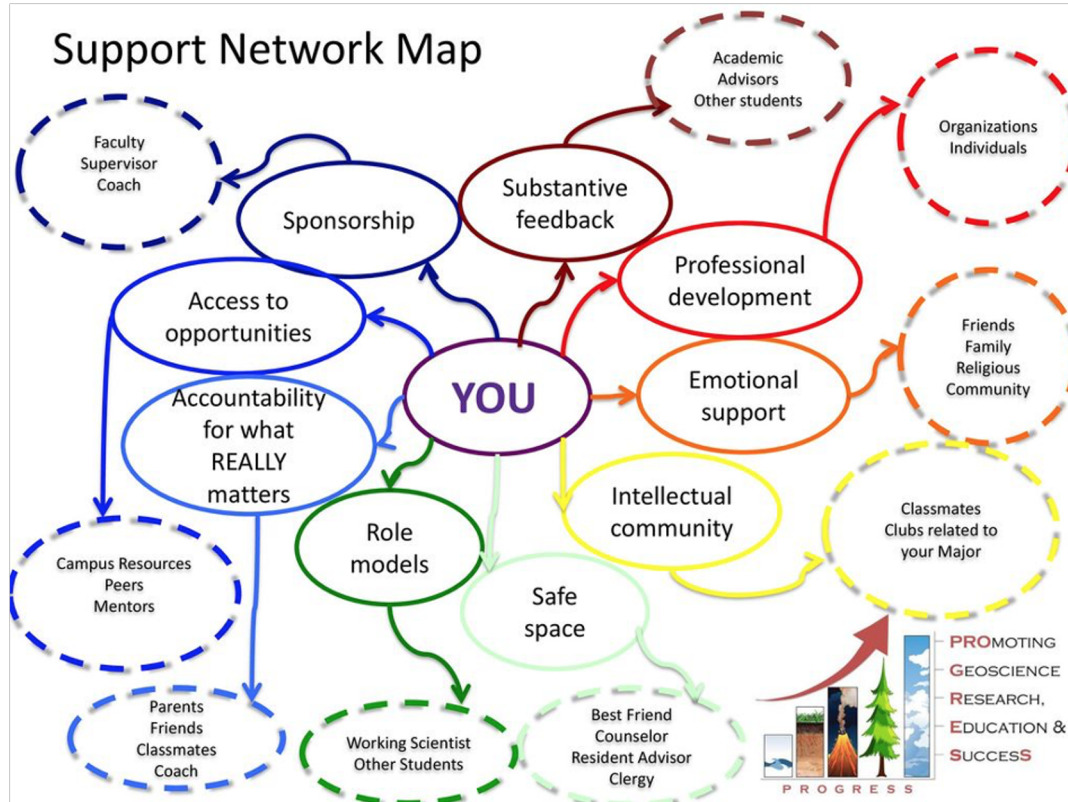 Support Network Map
Academic
Advisors
Other students
Organizations
Individuals
Faculty
Supervisor
Coach
Sponsorship
Substantive
feedback
Professional
development
Access to
opportunities
Friends
Family
Religious
Community
YOU
Emotional
support
Accountability
for what
REALLY
matters
Intellectual
community
Classmates
Clubs related to
your Major
Role
models
Campus Resources
Peers
Mentors
Safe
space
Parents
Friends
Classmates
Coach
Working Scientist
Other Students
Best Friend
Counselor
Resident Advisor
Clergy
PROMOTING
GEOSCIENCE
RESEARCH,
EDUCATION &
SUCCESS
PROGRESS